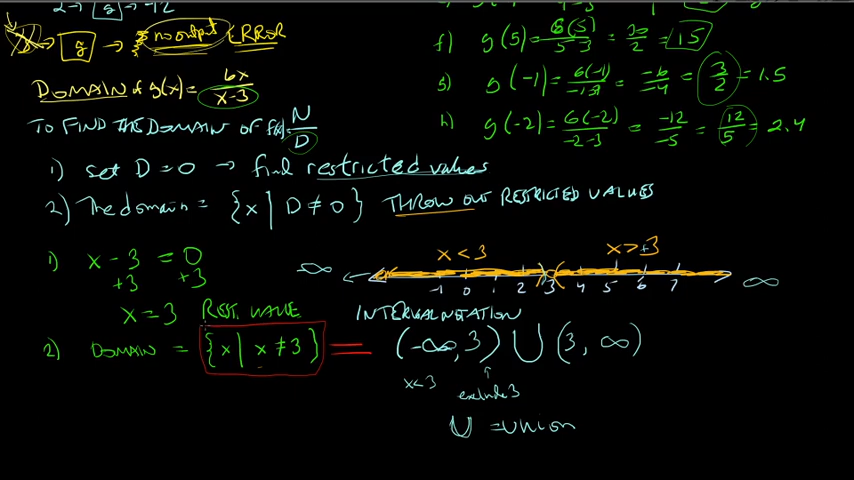 2 → [g] → -12
3 → [g] → no output ERROR
DOMAIN of g(x) = 6x / x-3
TO FIND THE DOMAIN OF f(x) = N / D
1) set D = 0 → find restricted values
2) The domain = {x | D ≠ 0} THROW OUT RESTRICTED VALUES
f) g(5) = 6(5) / 5-3 = 30 / 2 = 15
g) g(-1) = 6(-1) / -1-3 = -6 / -4 = 3 / 2 = 1.5
h) g(-2) = 6(-2) / -2-3 = -12 / -5 = 12 / 5 = 2.4
1) x - 3 = 0
+3 +3
x = 3 REST. VALUE
x < 3 x > 3
-1 0 1 2 3 4 5 6 7
∞ ∞
INTERVAL NOTATION
2) DOMAIN = {x | x ≠ 3} = (-∞, 3) ∪ (3, ∞)
x < 3
exclude 3
U = union